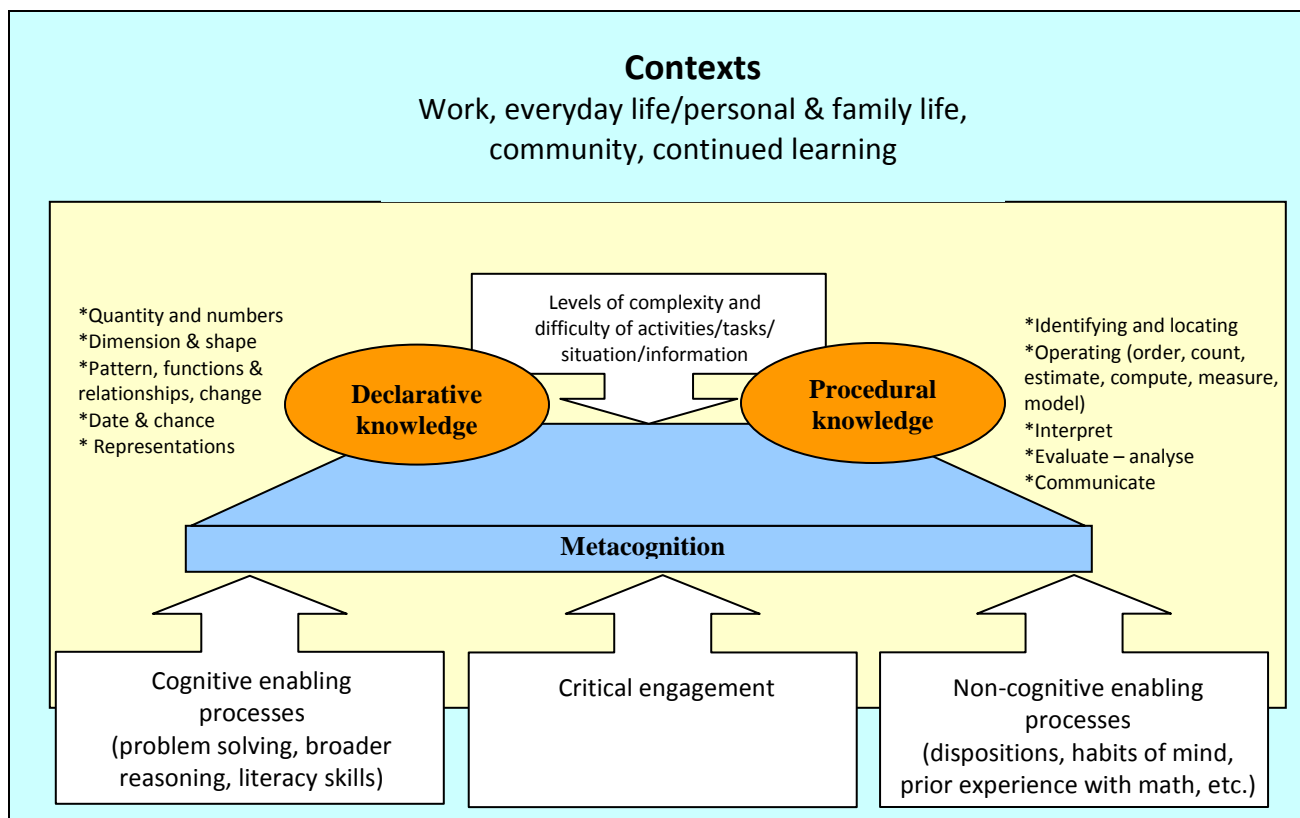 Contexts
Work, everyday life/personal & family life,
community, continued learning
*Quantity and numbers
*Dimension & shape
*Pattern, functions &
relationships, change
*Date & chance
* Representations
Levels of complexity and
difficulty of activities/tasks/
situation/information
*Identifying and locating
*Operating (order, count,
estimate, compute, measure,
model)
*Interpret
*Evaluate – analyse
*Communicate
Declarative
knowledge
Procedural
knowledge
Metacognition
Cognitive enabling
processes
(problem solving, broader
reasoning, literacy skills)
Critical engagement
Non-cognitive enabling
processes
(dispositions, habits of mind,
prior experience with math, etc.)